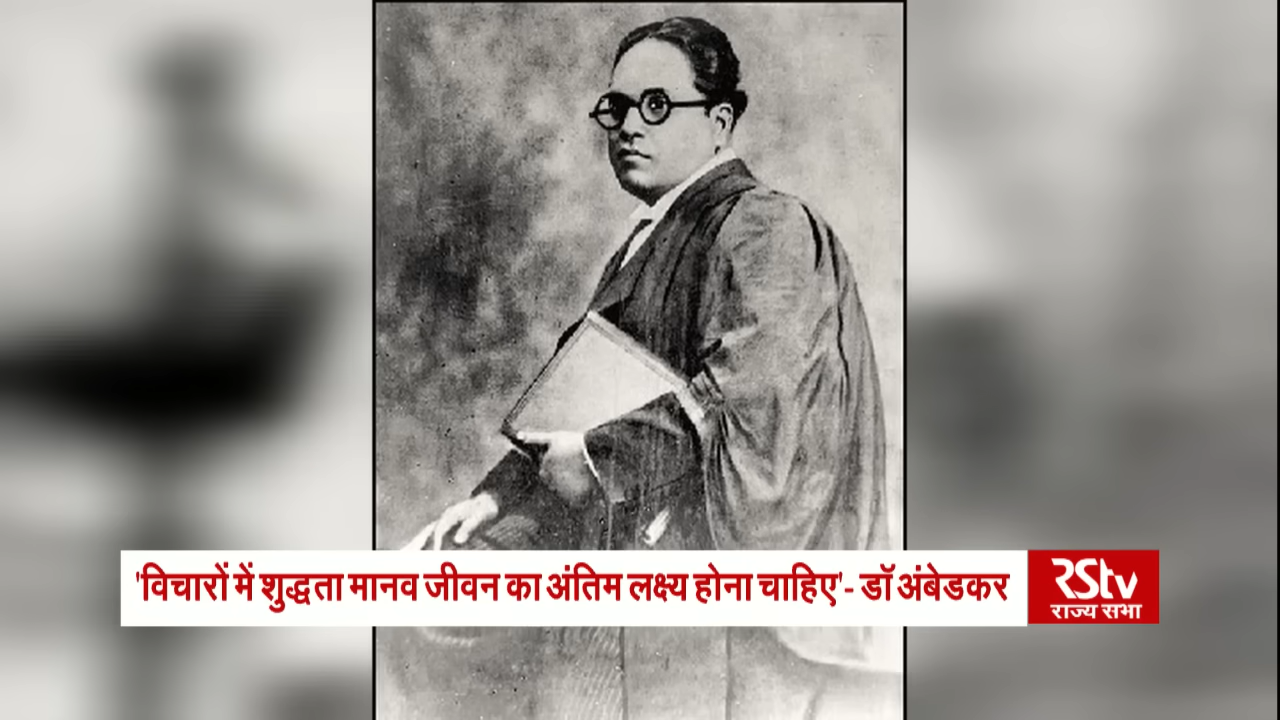 'विचारों में शुद्धता मानव जीवन का अंतिम लक्ष्य होना चाहिए'- डॉ अंबेडकर
RSTV
राज्य सभा